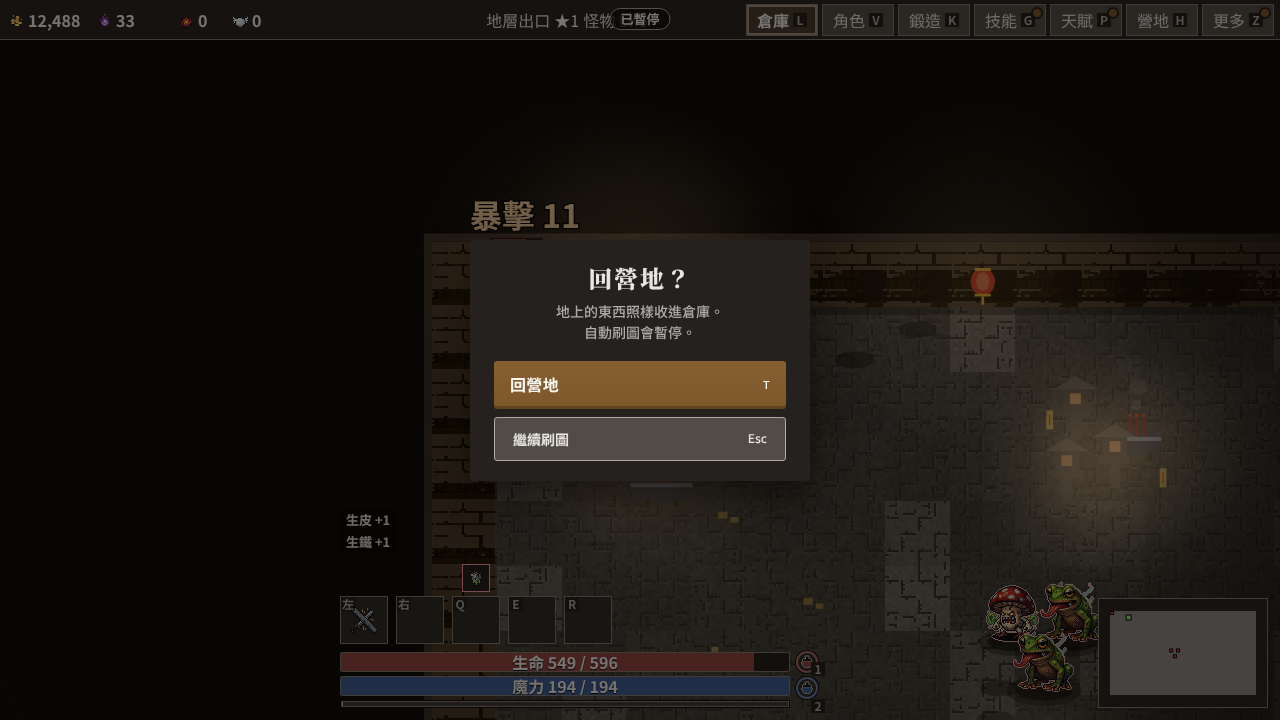 12,488
33
0
0
地層出口 ★1 怪物
已暫停
倉庫 L
角色 V
鍛造 K
技能 G
天賦 P
營地 H
更多 Z
暴擊 11
回營地？
地上的東西照樣收進倉庫。
自動刷圖會暫停。
回營地 T
繼續刷圖 Esc
生皮 +1
生鐵 +1
左
右
Q
E
R
生命 549 / 596
1
魔力 194 / 194
2